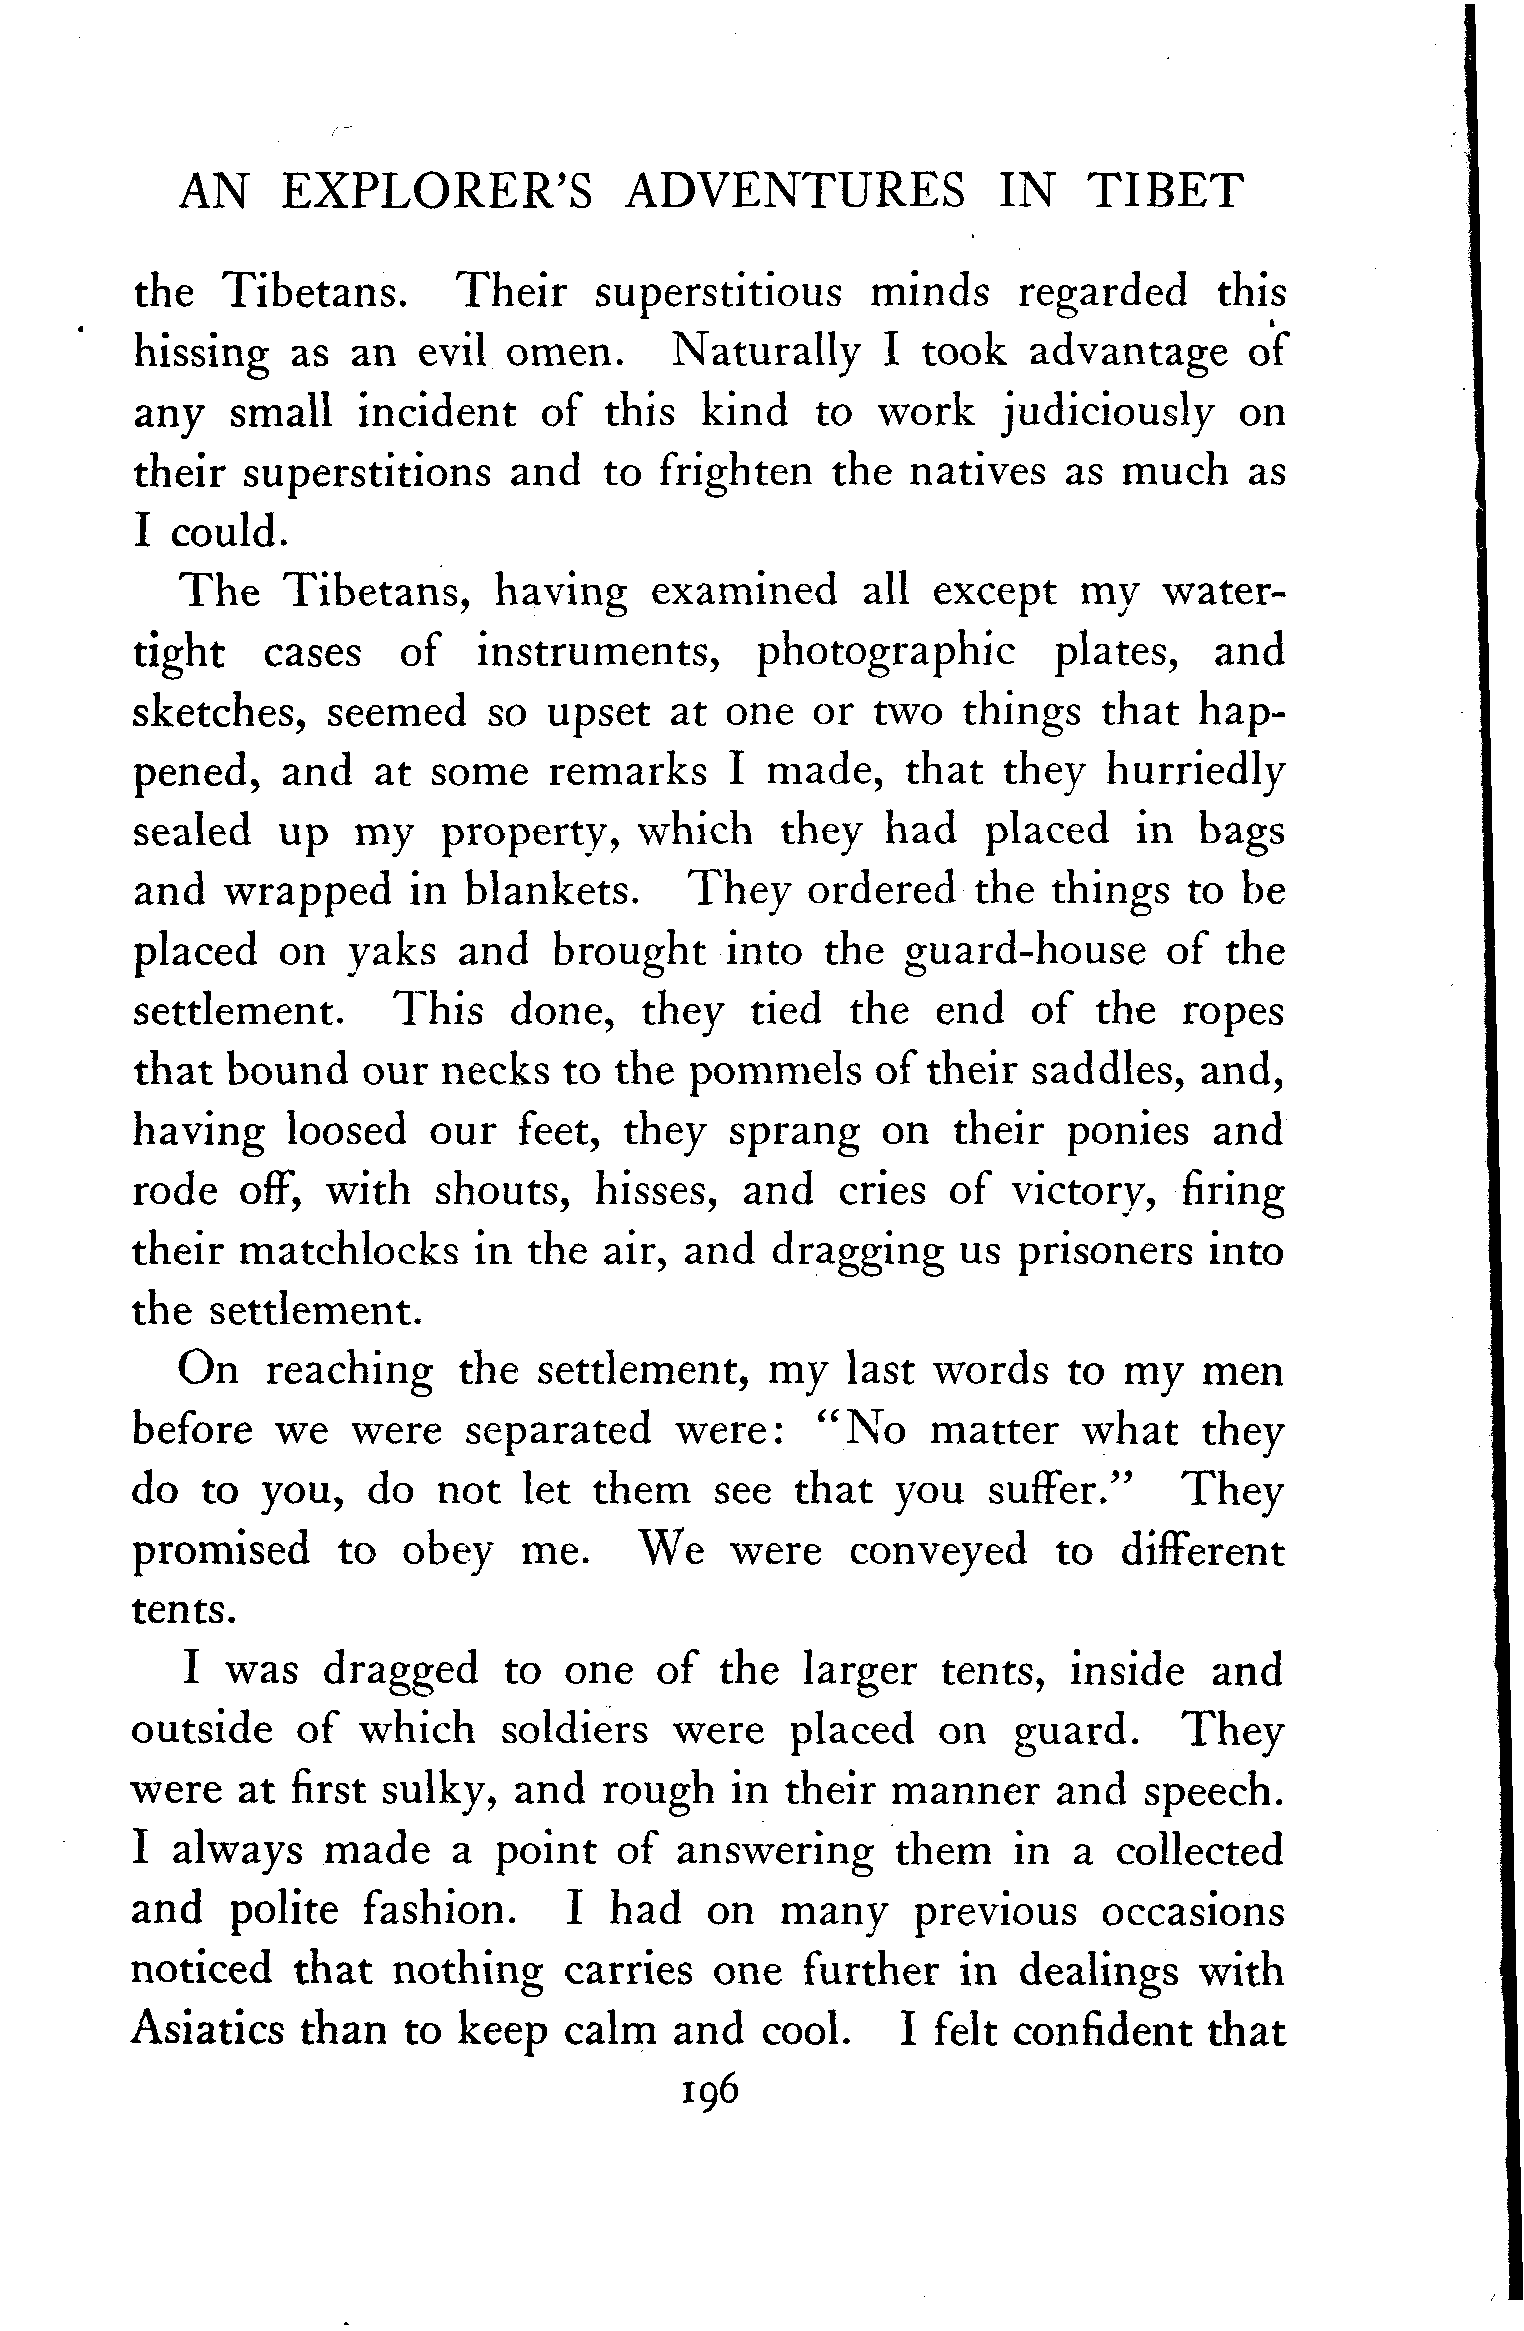 AN EXPLORER'S ADVENTURES IN TIBET
the Tibetans. Their superstitious minds regarded this
hissing as an evil omen. Naturally I took advantage of
any small incident of this kind to work judiciously on
their superstitions and to frighten the natives as much as
I could.
The Tibetans, having examined all except my water-
tight cases of instruments, photographic plates, and
sketches, seemed so upset at one or two things that hap-
pened, and at some remarks I made, that they hurriedly
sealed up my property, which they had placed in bags
and wrapped in blankets. They ordered the things to be
placed on yaks and brought into the guard-house of the
settlement. This done, they tied the end of the ropes
that bound our necks to the pommels of their saddles, and,
having loosed our feet, they sprang on their ponies and
rode off, with shouts, hisses, and cries of victory, firing
their matchlocks in the air, and dragging us prisoners into
the settlement.
On reaching the settlement, my last words to my men
before we were separated were: "No matter what they
do to you, do not let them see that you suffer." They
promised to obey me. We were conveyed to different
tents.
I was dragged to one of the larger tents, inside and
outside of which soldiers were placed on guard. They
were at first sulky, and rough in their manner and speech.
I always made a point of answering them in a collected
and polite fashion. I had on many previous occasions
noticed that nothing carries one further in dealings with
Asiatics than to keep calm and cool. I felt confident that
196